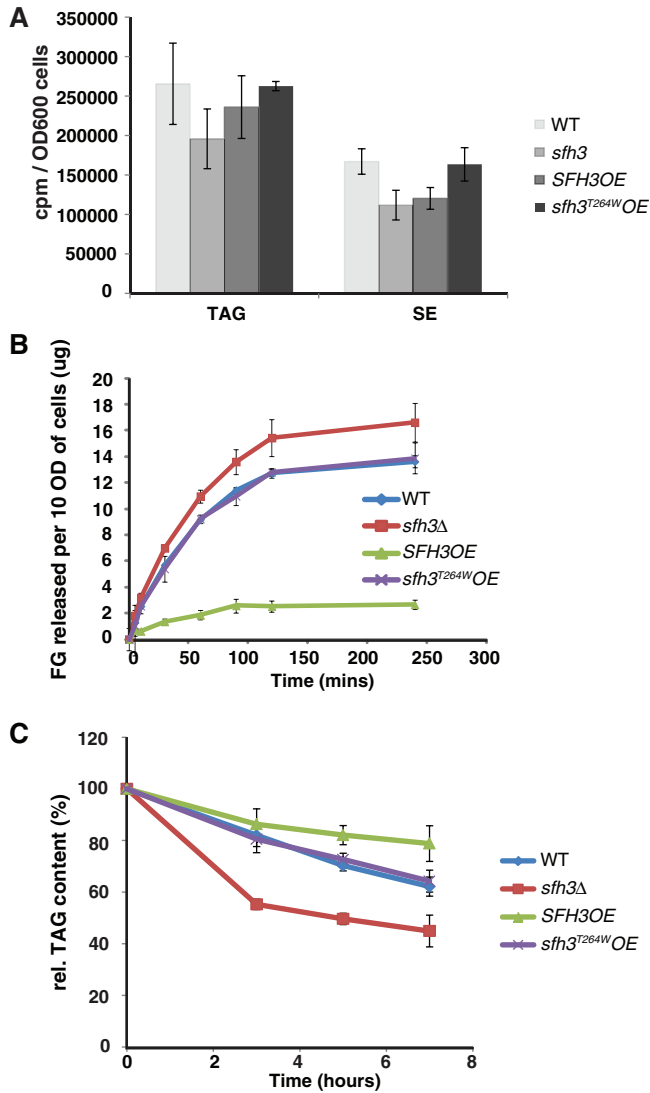 A
cpm / OD600 cells
350000
300000
250000
200000
150000
100000
50000
0
TAG
SE
WT
sfh3
SFH3OE
sfh3T264WOE
B
FG released per 10 OD of cells (ug)
20
18
16
14
12
10
8
6
4
2
0
0
50
100
150
200
250
300
Time (mins)
WT
sfh3Δ
SFH3OE
sfh3T264WOE
C
rel. TAG content (%)
120
100
80
60
40
20
0
0
2
4
6
8
Time (hours)
WT
sfh3Δ
SFH3OE
sfh3T264WOE